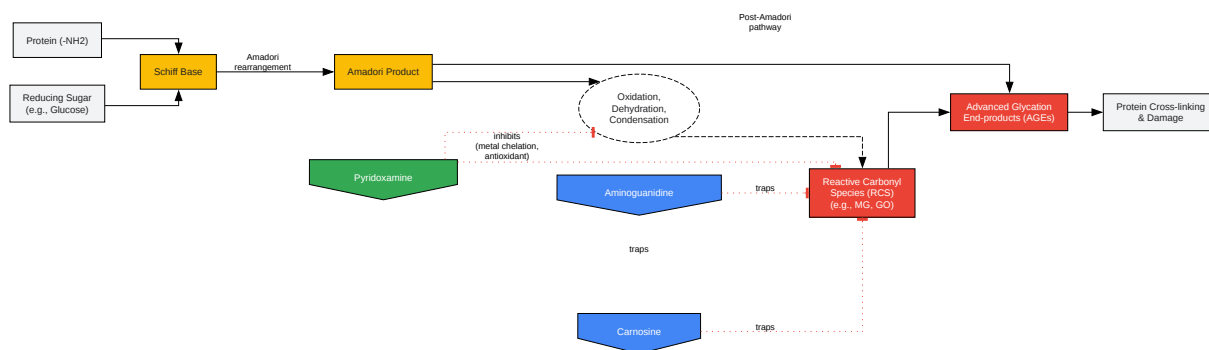 Post-Amadori
pathway
Protein (-NH2)
Schiff Base
Amadori
rearrangement
Amadori Product
Reducing Sugar
(e.g., Glucose)
Oxidation,
Dehydration,
Condensation
Advanced Glycation
End-products (AGEs)
Protein Cross-linking
& Damage
inhibits
(metal chelation,
antioxidant)
Pyridoxamine
Aminoguanidine
traps
Reactive Carbonyl
Species (RCS)
(e.g., MG, GO)
traps
Carnosine
traps